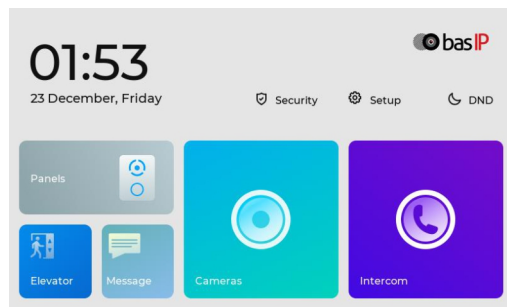 bas IP
01:53
23 December, Friday
Security
Setup
DND
Panels
Elevator
Message
Cameras
Intercom